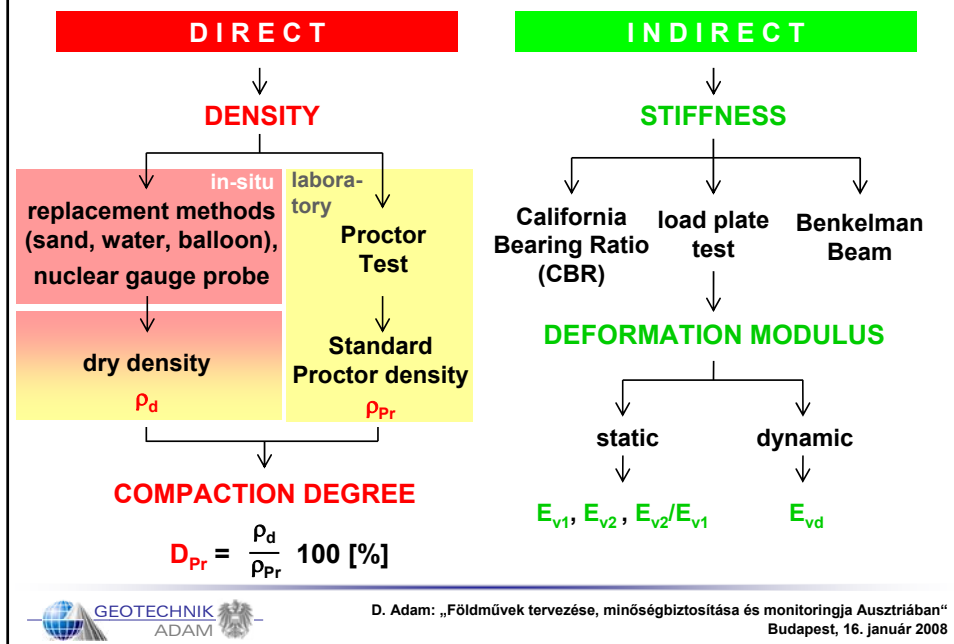 DIRECT
DENSITY
in-situ
replacement methods
(sand, water, balloon),
nuclear gauge probe
labora-
tory
Proctor
Test
dry density
ρd
Standard
Proctor density
ρPr
COMPACTION DEGREE
DPr = ρd/ρPr 100 [%]
INDIRECT
STIFFNESS
California
Bearing Ratio
(CBR)
load plate
test
Benkelman
Beam
DEFORMATION MODULUS
static
dynamic
Ev1, Ev2 , Ev2/Ev1
Evd
GEOTECHNIK
ADAM
D. Adam: „Földművek tervezése, minőségbiztosítása és monitoringja Ausztriában“
Budapest, 16. január 2008